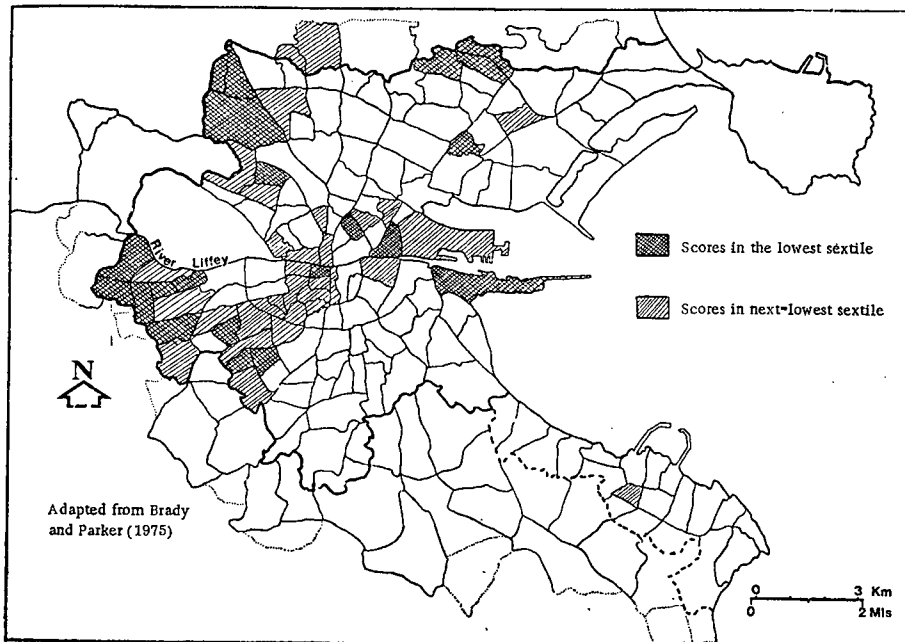 River Liffey
Scores in the lowest sextile
Scores in next-lowest sextile
N
Adapted from Brady
and Parker (1975)
0 3 Km
0 2 Mls